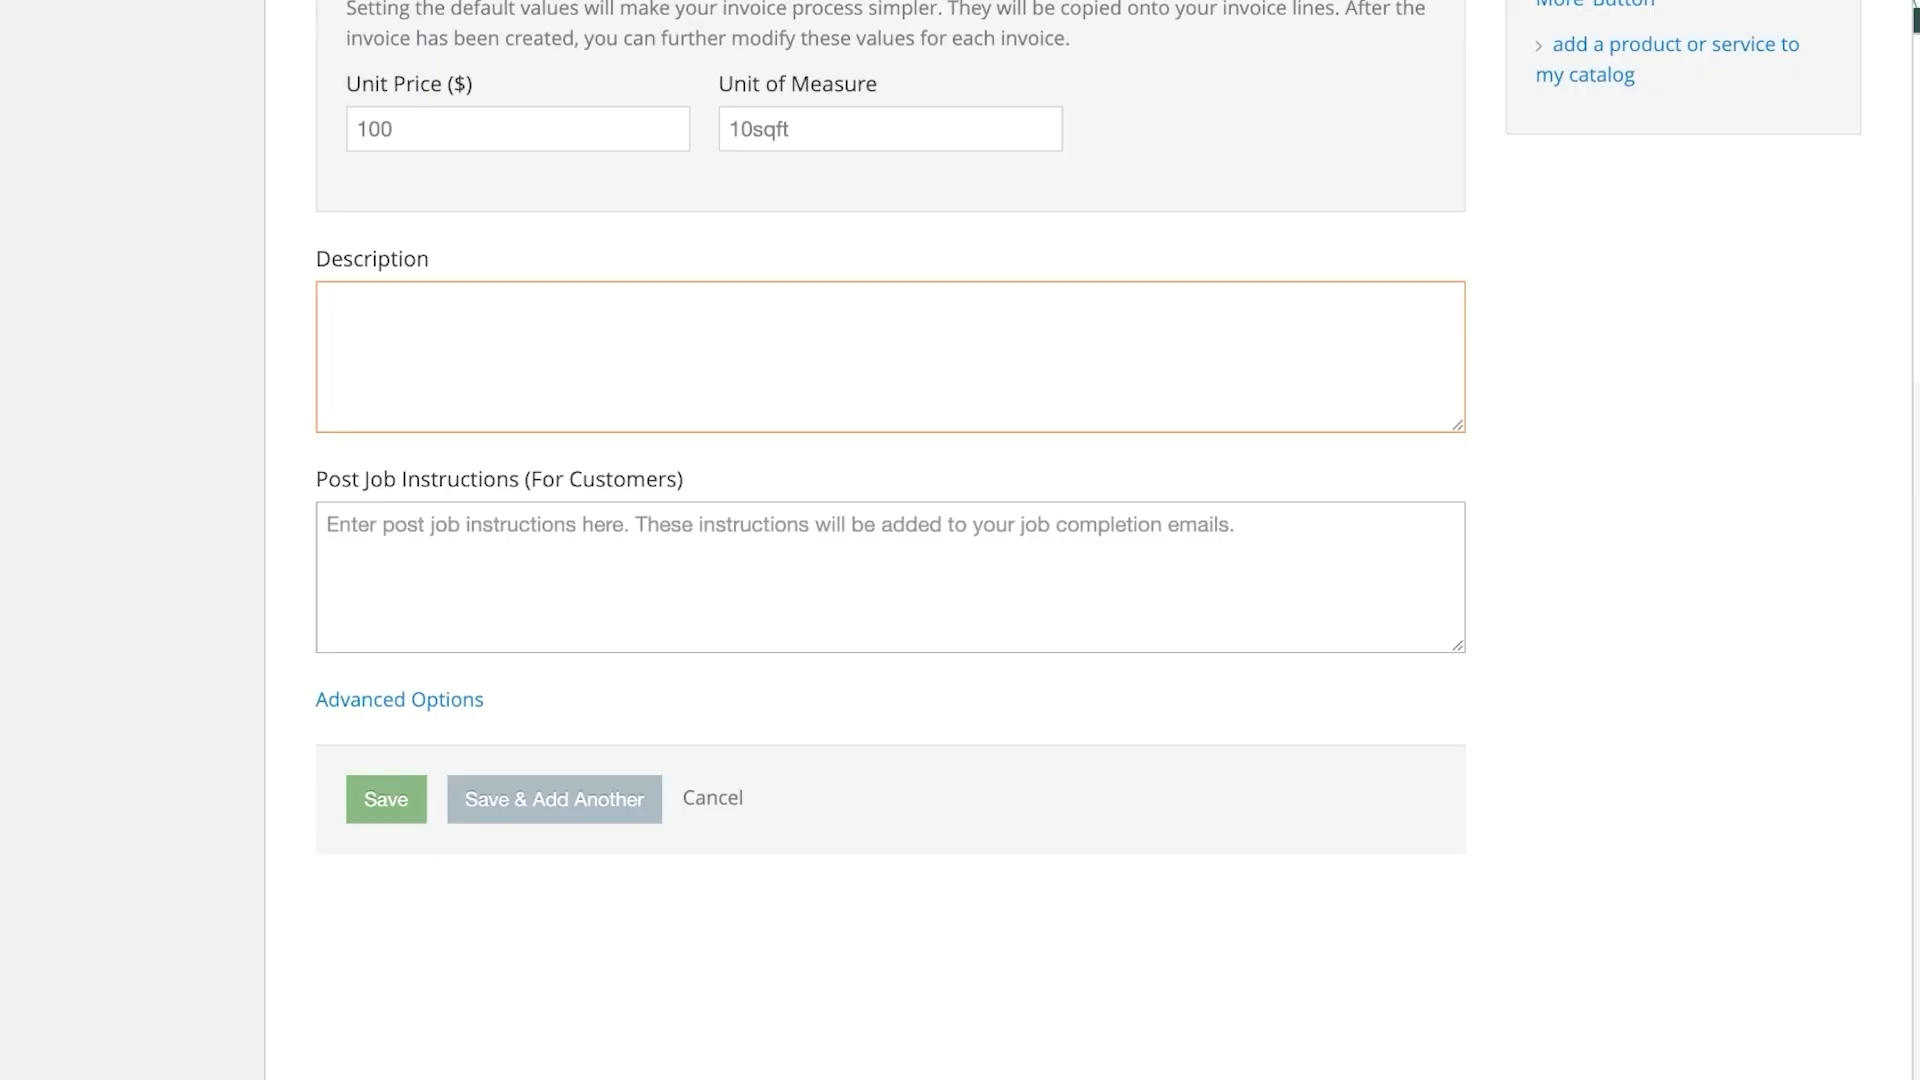 Setting the default values will make your invoice process simpler. They will be copied onto your invoice lines. After the
invoice has been created, you can further modify these values for each invoice.
Unit Price ($)
Unit of Measure
100
10sqft
Description
Post Job Instructions (For Customers)
Enter post job instructions here. These instructions will be added to your job completion emails.
Advanced Options
Save
Save & Add Another
Cancel
More' Button
add a product or service to
my catalog